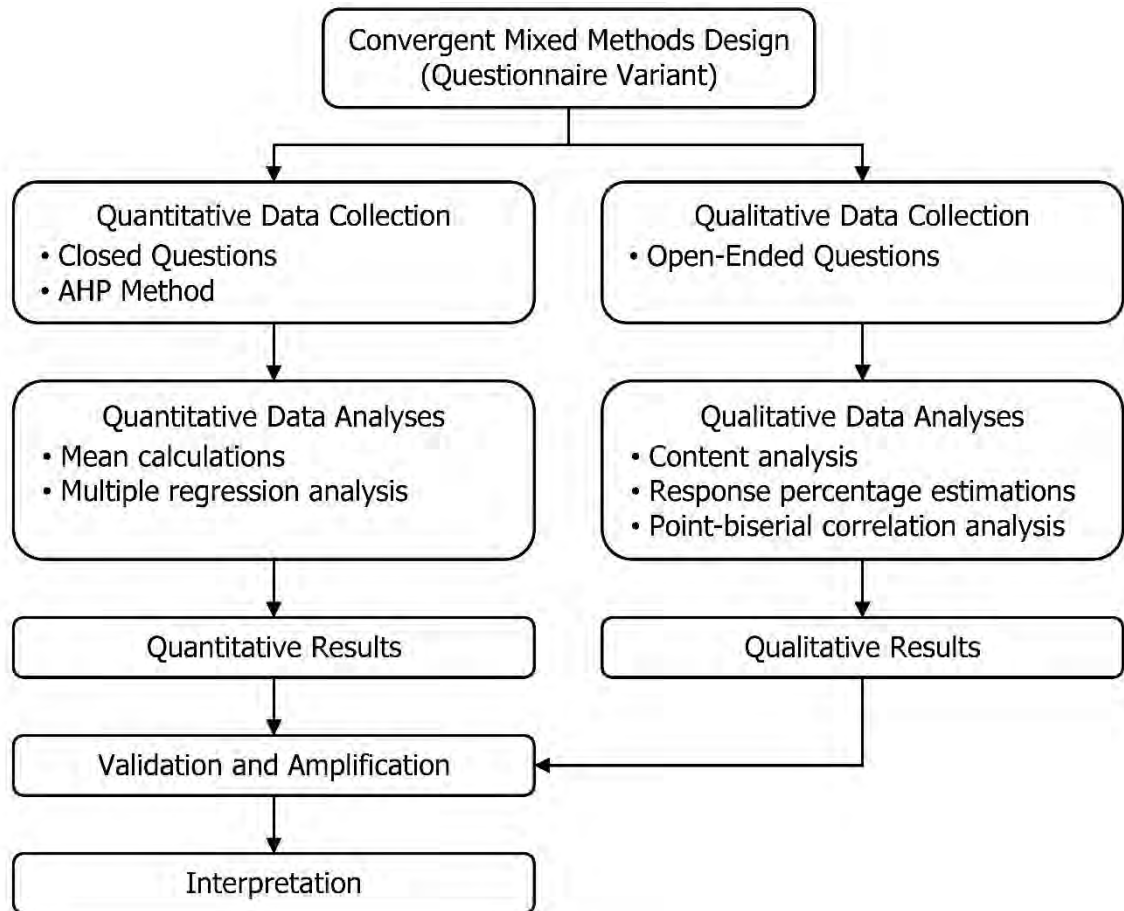 Convergent Mixed Methods Design
(Questionnaire Variant)
Quantitative Data Collection
• Closed Questions
• AHP Method
Qualitative Data Collection
• Open-Ended Questions
Quantitative Data Analyses
• Mean calculations
• Multiple regression analysis
Qualitative Data Analyses
• Content analysis
• Response percentage estimations
• Point-biserial correlation analysis
Quantitative Results
Qualitative Results
Validation and Amplification
Interpretation